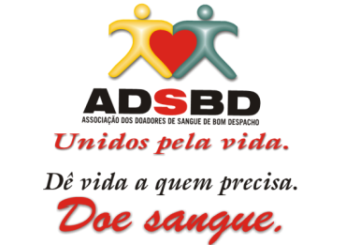 ADSBD
ASSOCIAÇÃO DOS DOADORES DE SANGUE DE BOM DESPACHO
Unidos pela vida.
Dê vida a quem precisa.
Doe sangue.